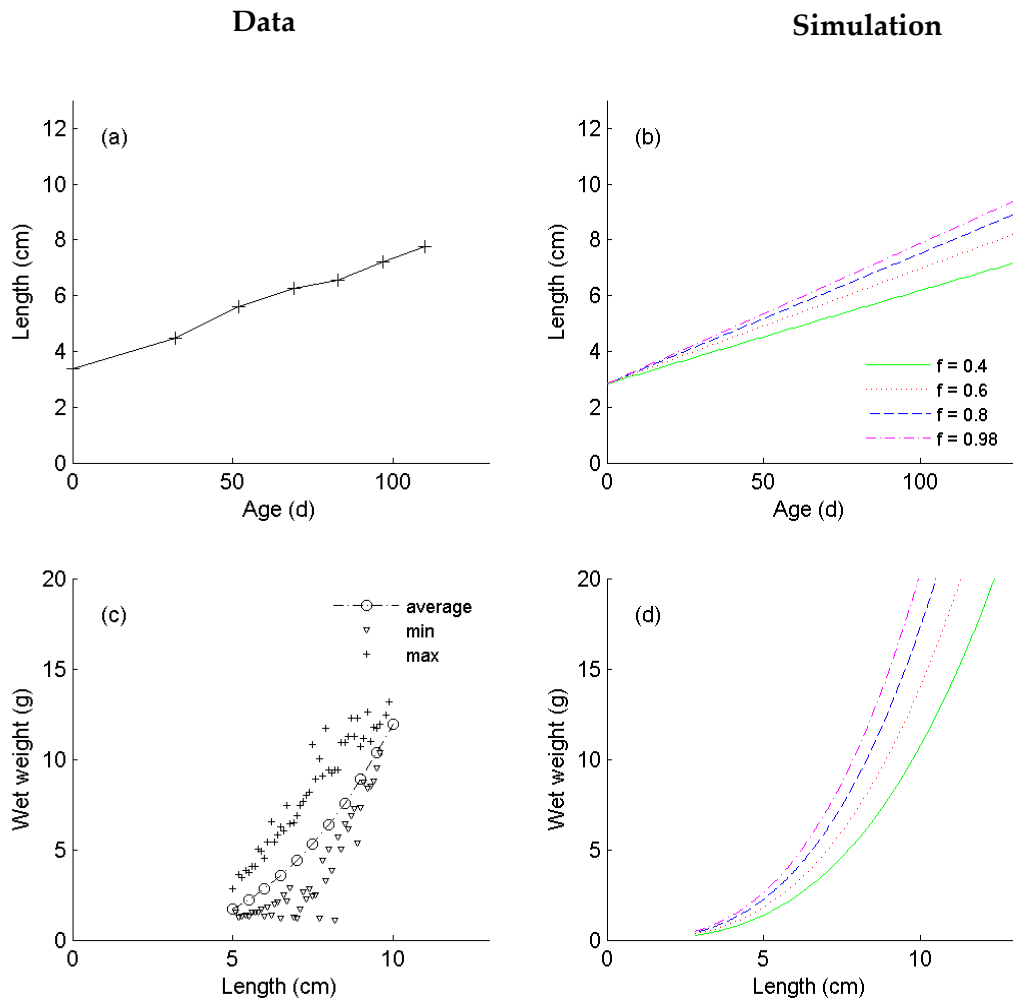 Data
Simulation
(a)
Length (cm)
12
10
8
6
4
2
0
0 50 100
Age (d)
(b)
Length (cm)
12
10
8
6
4
2
0
0 50 100
Age (d)
f = 0.4
f = 0.6
f = 0.8
f = 0.98
(c)
Wet weight (g)
20
15
10
5
0
0 5 10
Length (cm)
average
min
max
(d)
Wet weight (g)
20
15
10
5
0
0 5 10
Length (cm)